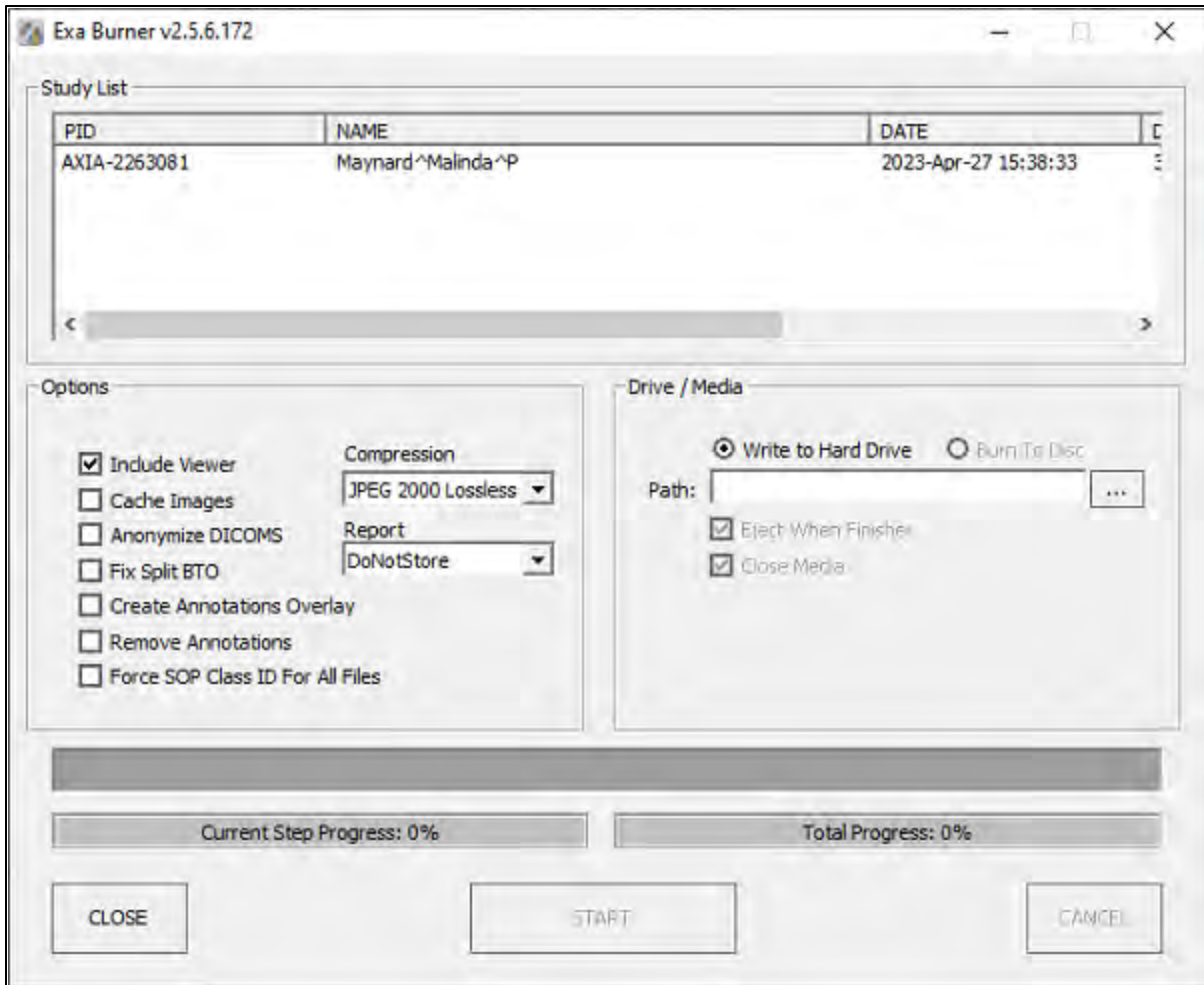 Exa Burner v2.5.6.172
Study List
PID NAME DATE
AXIA-2263081 Maynard^Malinda^P 2023-Apr-27 15:38:33
Options
Include Viewer
Cache Images
Anonymize DICOMS
Fix Split BTO
Create Annotations Overlay
Remove Annotations
Force SOP Class ID For All Files
Compression
JPEG 2000 Lossless
Report
DoNotStore
Drive / Media
Write to Hard Drive Burn To Disc
Path: ...
Eject When Finisher
Close Media
Current Step Progress: 0% Total Progress: 0%
CLOSE START CANCEL